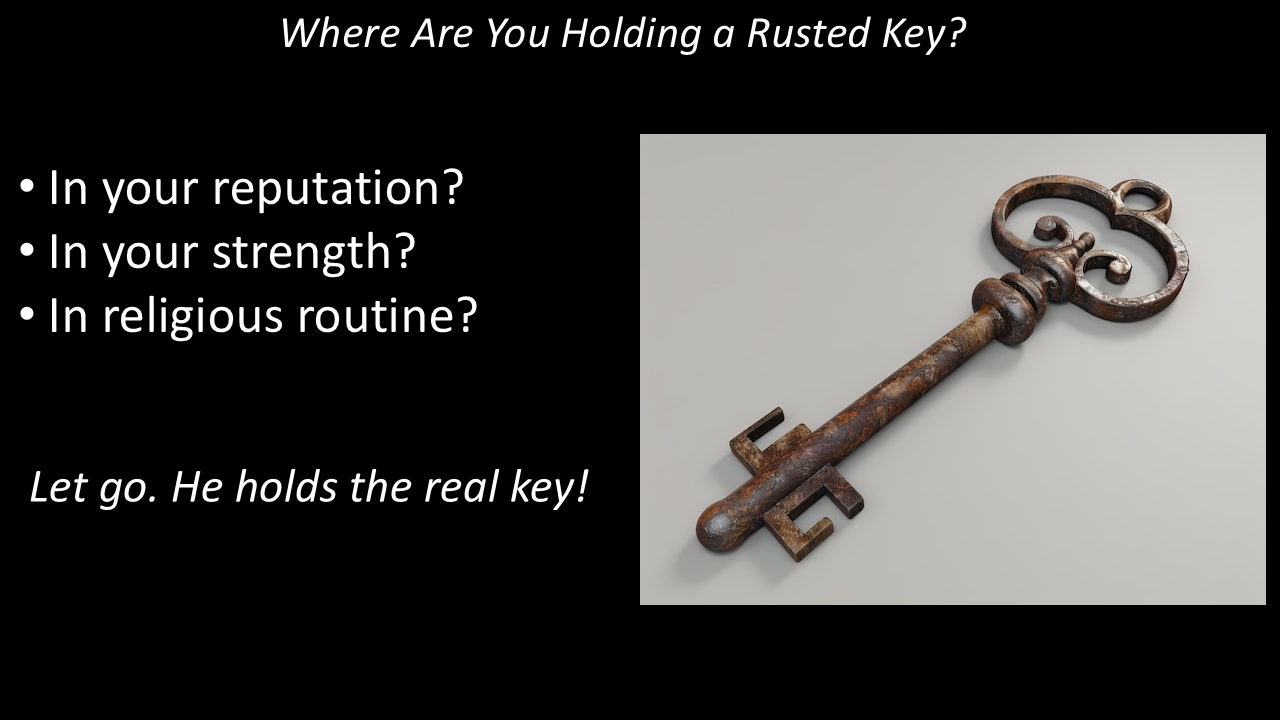 Where Are You Holding a Rusted Key?
• In your reputation?
• In your strength?
• In religious routine?
Let go. He holds the real key!